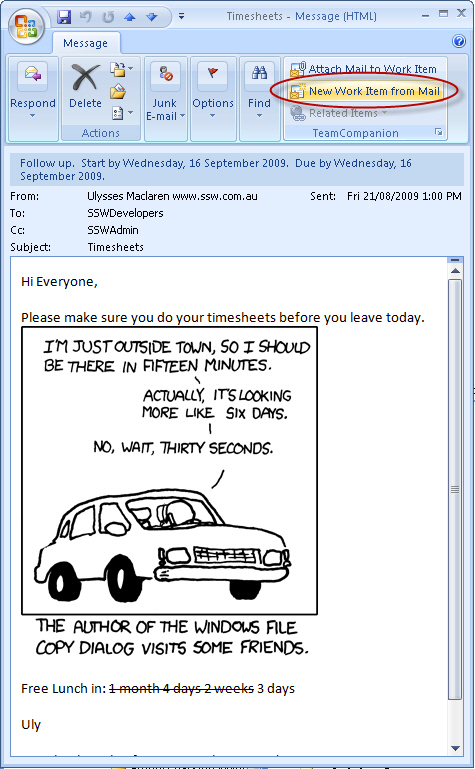 Timesheets - Message (HTML)
Message
Respond
Delete
Actions
Junk
E-mail
Options
Find
Attach Mail to Work Item
New Work Item from Mail
Related Items
TeamCompanion
Follow up. Start by Wednesday, 16 September 2009. Due by Wednesday, 16
September 2009.
From: Ulysses Maclaren www.ssw.com.au Sent: Fri 21/08/2009 1:00 PM
To: SSWDevelopers
Cc: SSWAdmin
Subject: Timesheets
Hi Everyone,
Please make sure you do your timesheets before you leave today.
I'M JUST OUTSIDE TOWN, SO I SHOULD
BE THERE IN FIFTEEN MINUTES.
ACTUALLY, IT'S LOOKING
MORE LIKE SIX DAYS.
NO, WAIT, THIRTY SECONDS.
THE AUTHOR OF THE WINDOWS FILE
COPY DIALOG VISITS SOME FRIENDS.
Free Lunch in: 1 month 4 days 2 weeks 3 days
Uly